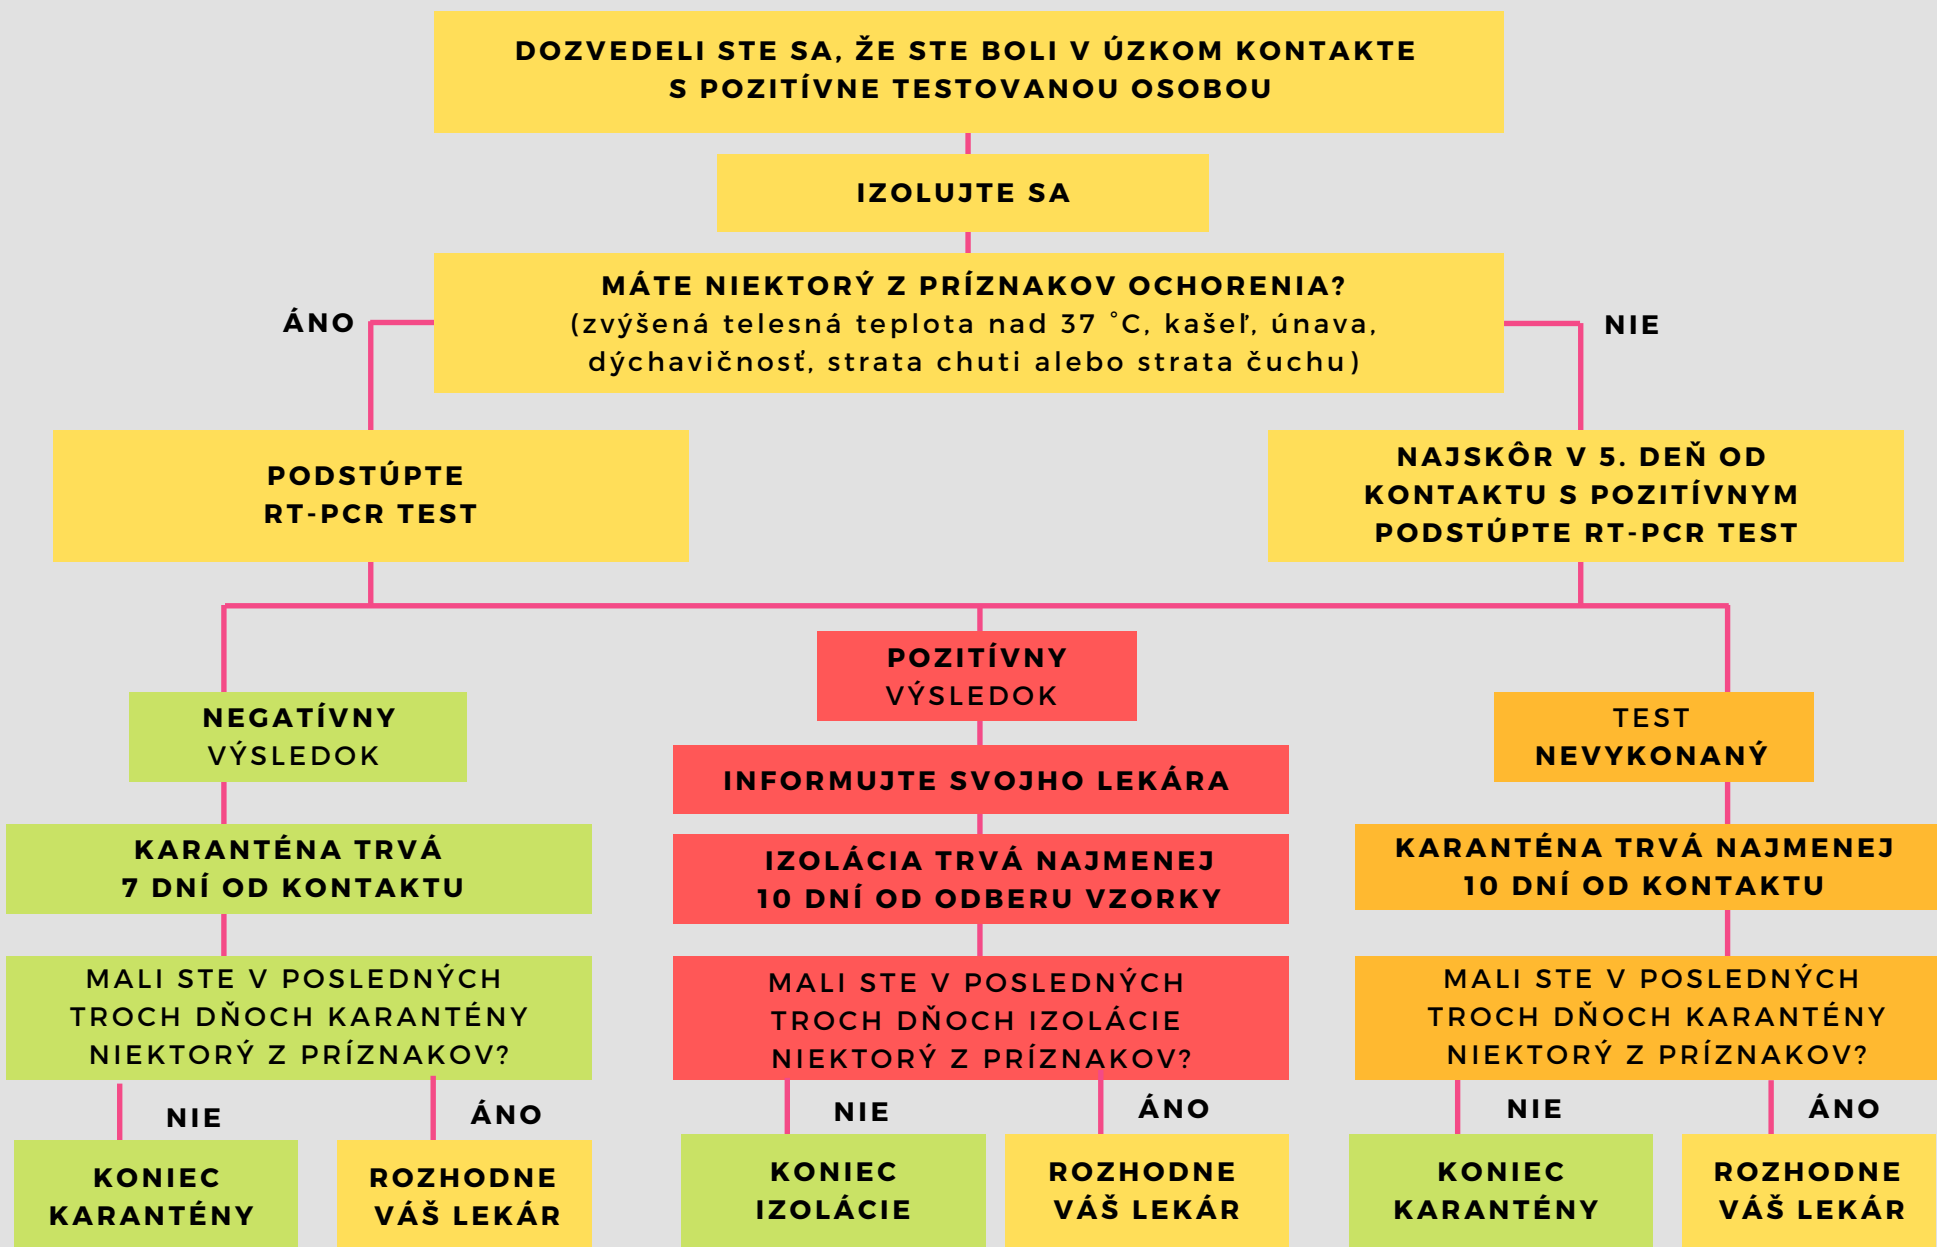 DOZVEDELI STE SA, ŽE STE BOLI V ÚZKOM KONTAKTE
S POZITÍVNE TESTOVANOU OSOBOU
IZOLUJTE SA
MÁTE NIEKTORÝ Z PRÍZNAKOV OCHORENIA?
(zvýšená telesná teplota nad 37 °C, kašeľ, únava,
dýchavičnosť, strata chuti alebo strata čuchu)
ÁNO
NIE
PODSTÚPTE
RT-PCR TEST
NAJSKÔR V 5. DEŇ OD
KONTAKTU S POZITÍVNYM
PODSTÚPTE RT-PCR TEST
NEGATÍVNY
VÝSLEDOK
KARANTÉNA TRVÁ
7 DNÍ OD KONTAKTU
MALI STE V POSLEDNÝCH
TROCH DŇOCH KARANTÉNY
NIEKTORÝ Z PRÍZNAKOV?
NIE
ÁNO
KONIEC
KARANTÉNY
ROZHODNE
VÁŠ LEKÁR
POZITÍVNY
VÝSLEDOK
INFORMUJTE SVOJHO LEKÁRA
IZOLÁCIA TRVÁ NAJMENEJ
10 DNÍ OD ODBERU VZORKY
MALI STE V POSLEDNÝCH
TROCH DŇOCH IZOLÁCIE
NIEKTORÝ Z PRÍZNAKOV?
NIE
ÁNO
KONIEC
IZOLÁCIE
ROZHODNE
VÁŠ LEKÁR
TEST
NEVYKONANÝ
KARANTÉNA TRVÁ NAJMENEJ
10 DNÍ OD KONTAKTU
MALI STE V POSLEDNÝCH
TROCH DŇOCH KARANTÉNY
NIEKTORÝ Z PRÍZNAKOV?
NIE
ÁNO
KONIEC
KARANTÉNY
ROZHODNE
VÁŠ LEKÁR